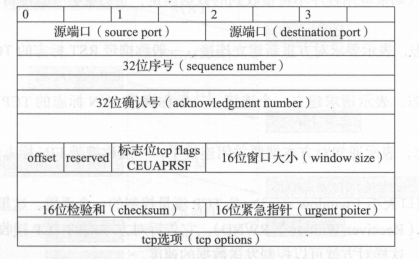 0 1 2 3
源端口（source port） 目的端口（destination port）
32位序号（sequence number）
32位确认号（acknowledgment number）
offset reserved 标志位tcp flags 16位窗口大小（window size）
CEUAPRSF
16位检验和（checksum） 16位紧急指针（urgent poiter）
tcp选项（tcp options）